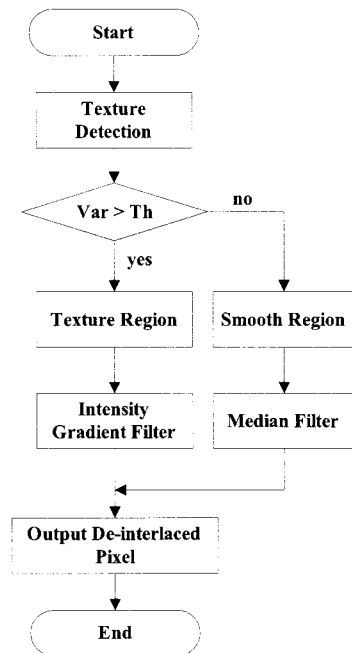 Start
Texture
Detection
Var > Th
no
yes
Texture Region
Smooth Region
Intensity
Gradient Filter
Median Filter
Output De-interlaced
Pixel
End